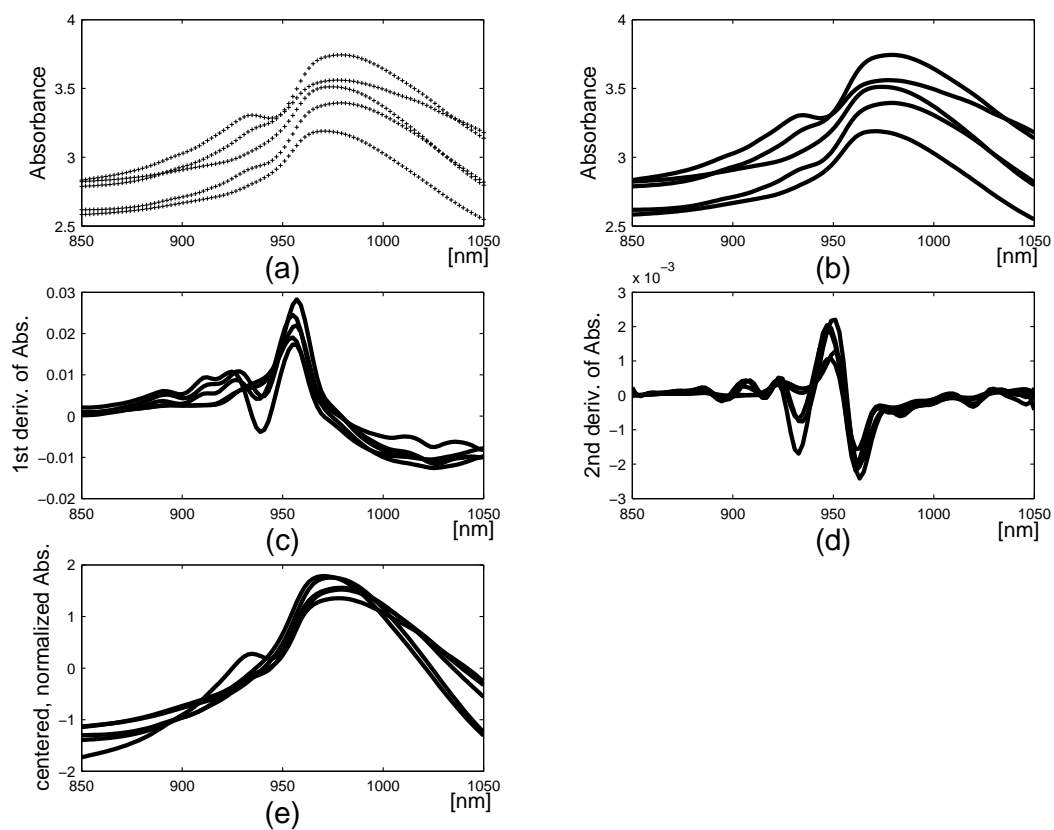 4
3.5
3
2.5
Absorbance
850 900 950 1000 1050
[nm]
(a)
4
3.5
3
2.5
Absorbance
850 900 950 1000 1050
[nm]
(b)
0.03
0.02
0.01
0
−0.01
−0.02
1st deriv. of Abs.
850 900 950 1000 1050
[nm]
(c)
x 10−3
3
2
1
0
−1
−2
−3
2nd deriv. of Abs.
850 900 950 1000 1050
[nm]
(d)
2
1
0
−1
−2
centered, normalized Abs.
850 900 950 1000 1050
[nm]
(e)